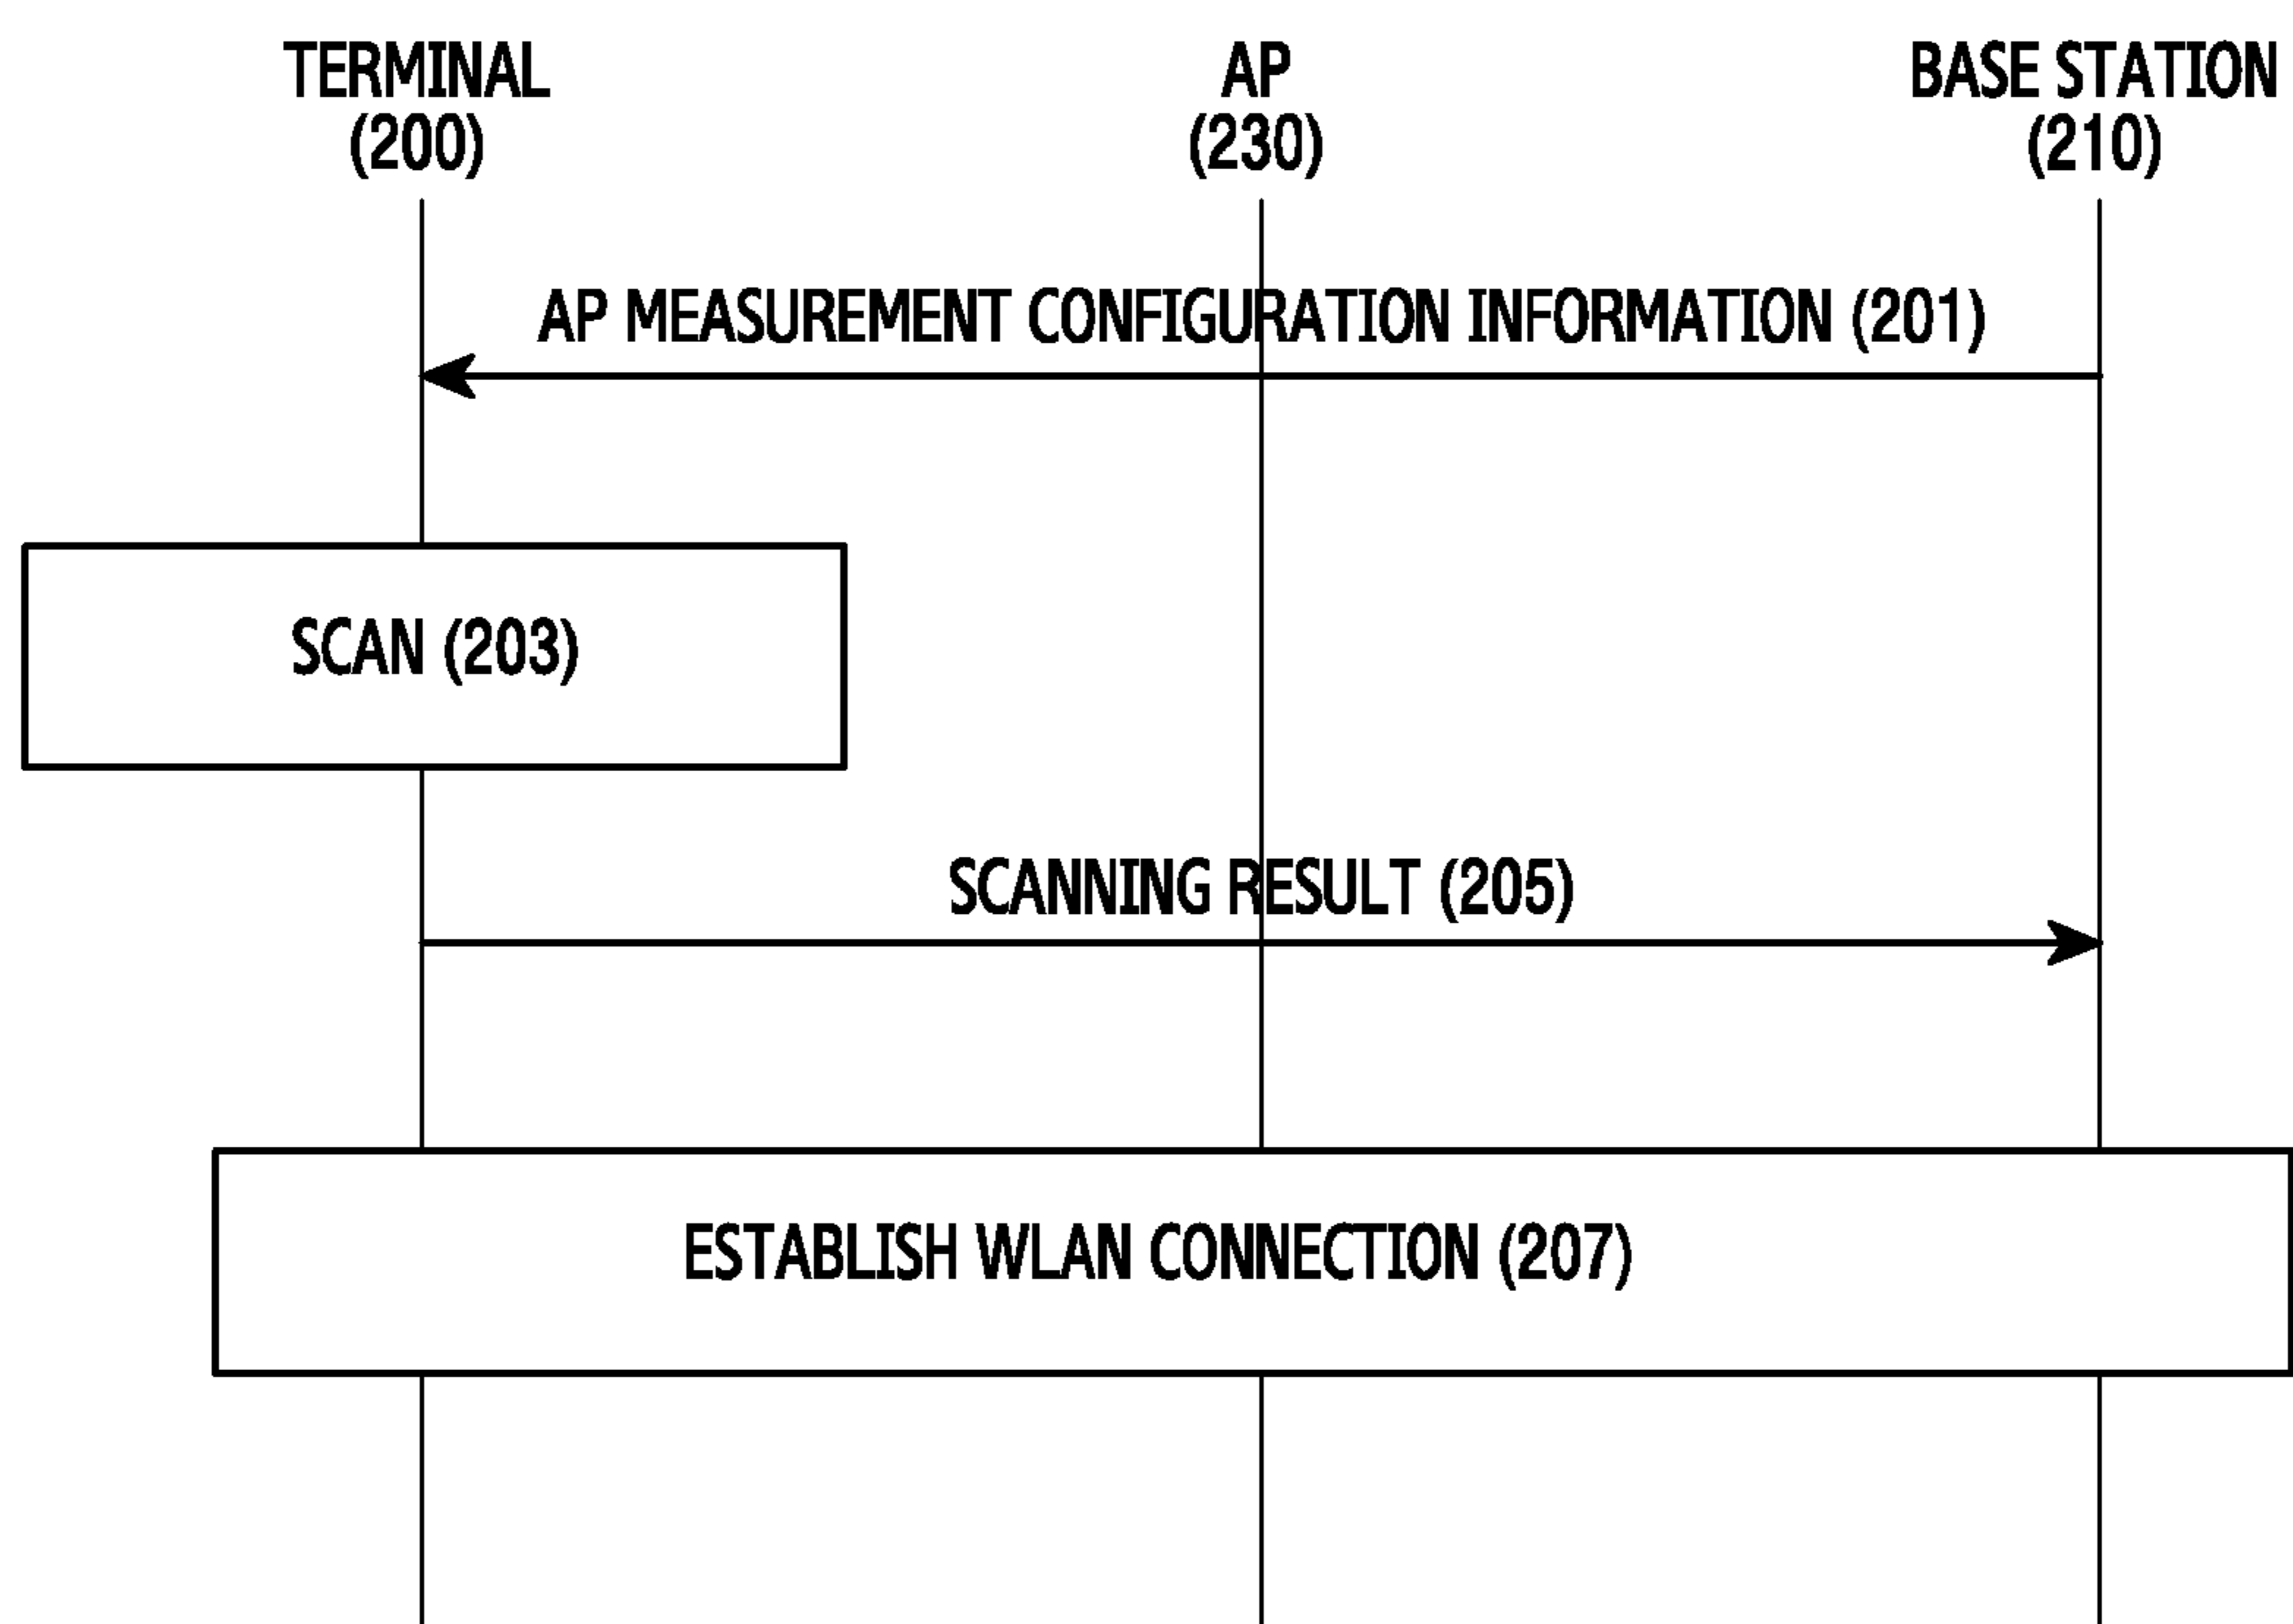 TERMINAL
(200)
AP
(230)
BASE STATION
(210)
AP MEASUREMENT CONFIGURATION INFORMATION (201)
SCAN (203)
SCANNING RESULT (205)
ESTABLISH WLAN CONNECTION (207)